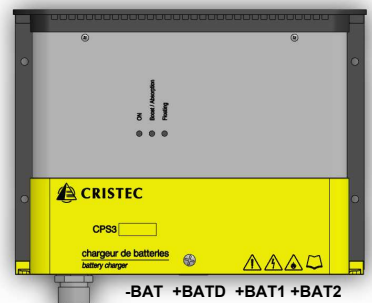 ON
Boost / Absorption
Floating
CRISTEC
CPS3
chargeur de batteries
battery charger
-BAT +BATD +BAT1 +BAT2